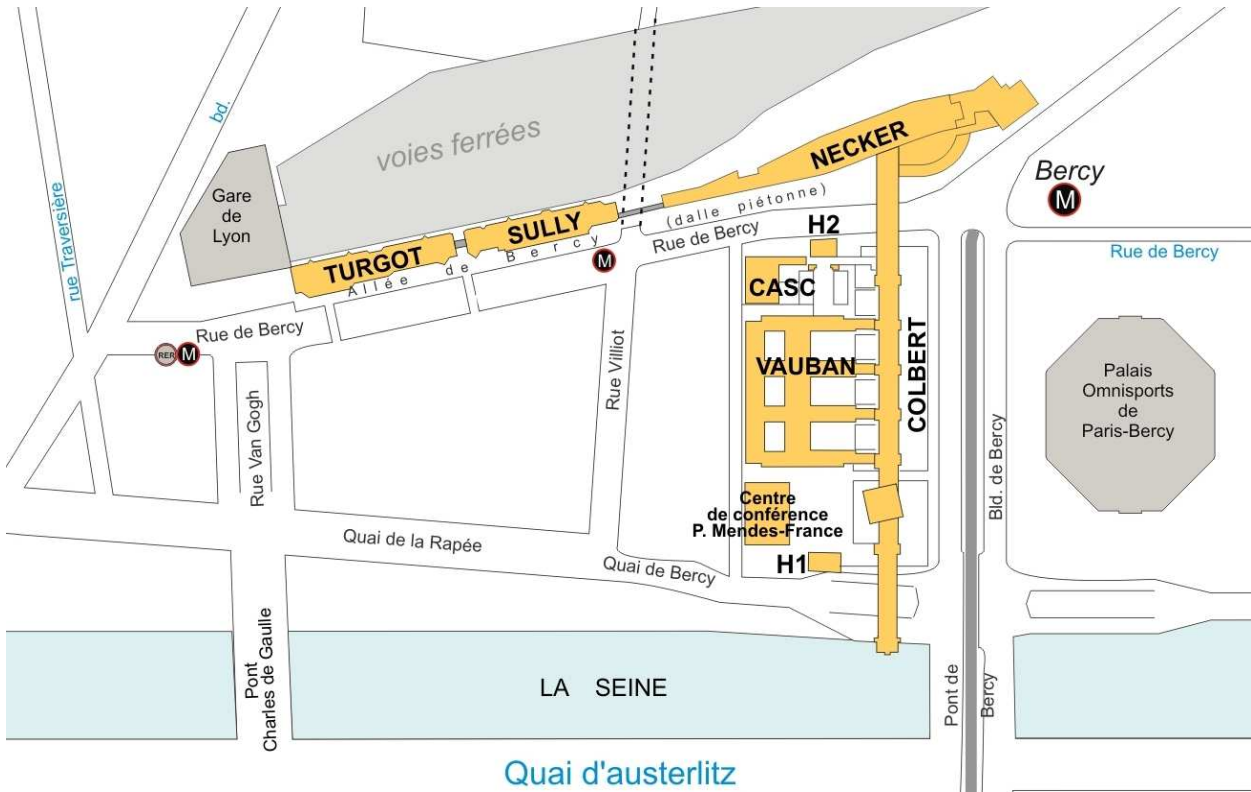 rue Traversière
bd.
voies ferrées
Gare
de
Lyon
TURGOT
SULLY
NECKER
Allée de Bercy
(dalle piétonne)
Bercy
M
M
Rue de Bercy
H2
Rue de Bercy
CASC
Rue de Bercy
RER
M
Rue Van Gogh
Rue Villiot
VAUBAN
COLBERT
Bld. de Bercy
Palais
Omnisports
de
Paris-Bercy
Centre
de conférence
P. Mendes-France
Quai de la Rapée
Quai de Bercy
H1
Pont
Charles de Gaulle
LA SEINE
Pont de
Bercy
Quai d'austerlitz